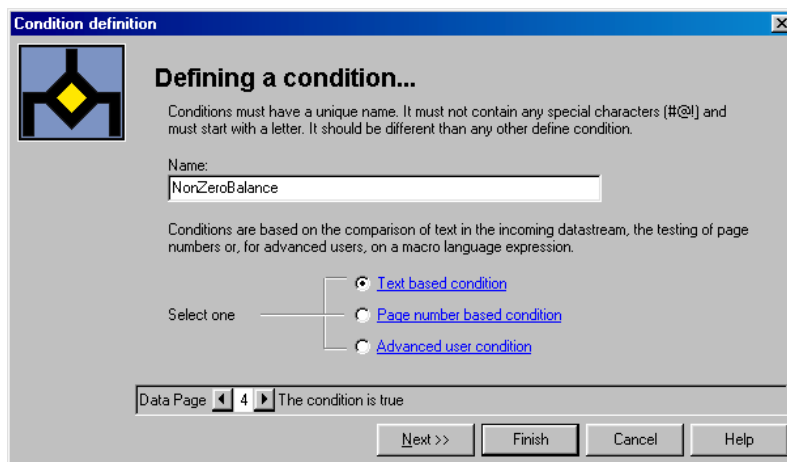 Condition definition
Defining a condition...
Conditions must have a unique name. It must not contain any special characters (#@!) and
must start with a letter. It should be different than any other define condition.
Name:
NonZeroBalance
Conditions are based on the comparison of text in the incoming datastream, the testing of page
numbers or, for advanced users, on a macro language expression.
Text based condition
Select one
Page number based condition
Advanced user condition
Data Page 4 The condition is true
Next >> Finish Cancel Help